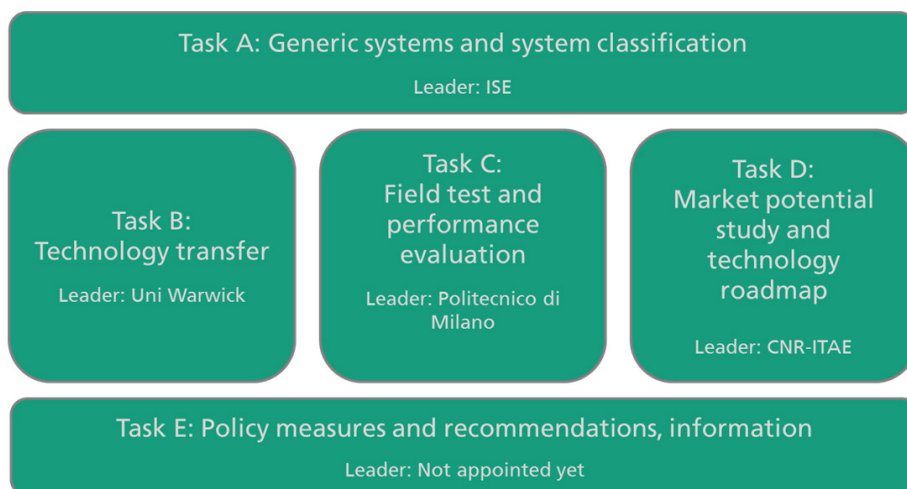 Task A: Generic systems and system classification
Leader: ISE
Task B:
Technology transfer
Leader: Uni Warwick
Task C:
Field test and
performance
evaluation
Leader: Politecnico di
Milano
Task D:
Market potential
study and
technology
roadmap
Leader: CNR-ITAE
Task E: Policy measures and recommendations, information
Leader: Not appointed yet